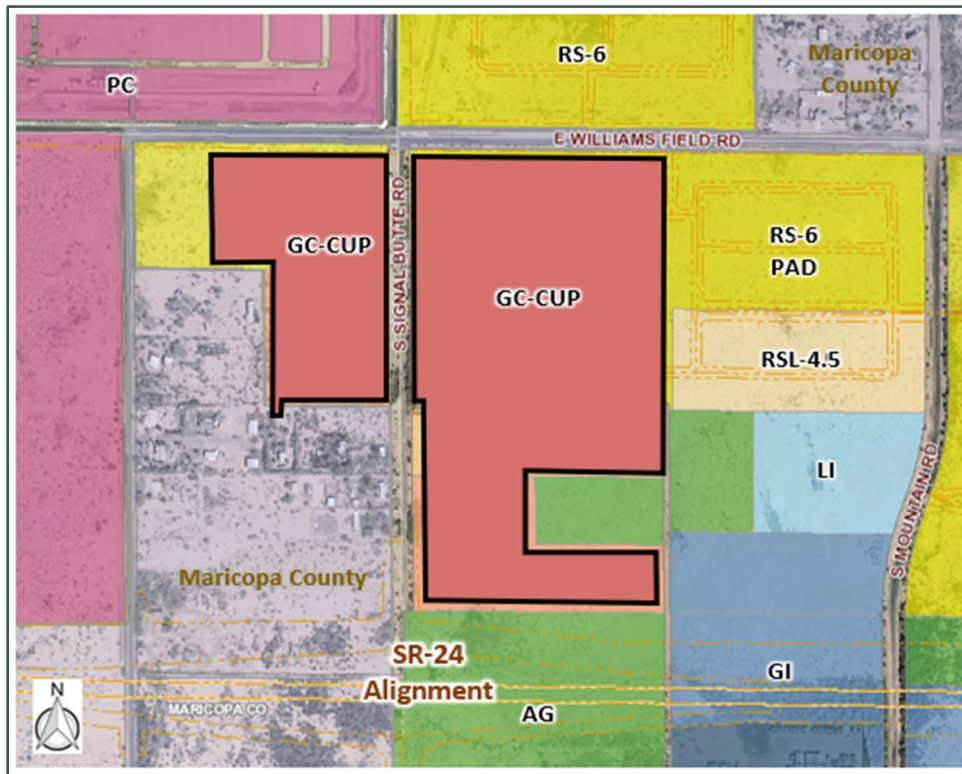 RS-6
Maricopa
County
PC
E WILLIAMS FIELD RD
S SIGNAL BUTTE RD
GC-CUP
GC-CUP
RS-6
PAD
RSL-4.5
LI
S MOUNTAIN RD
Maricopa County
SR-24
Alignment
GI
AG
MARICOPA CO
N